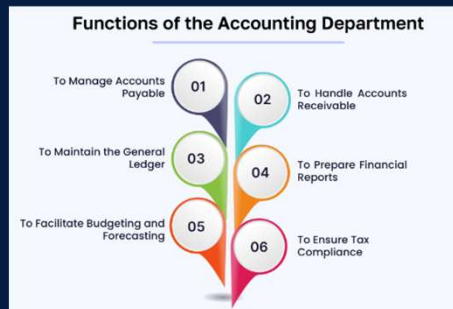 Functions of the Accounting Department
01
To Manage Accounts
Payable
02
To Handle Accounts
Receivable
03
To Maintain the General
Ledger
04
To Prepare Financial
Reports
05
To Facilitate Budgeting and
Forecasting
06
To Ensure Tax
Compliance